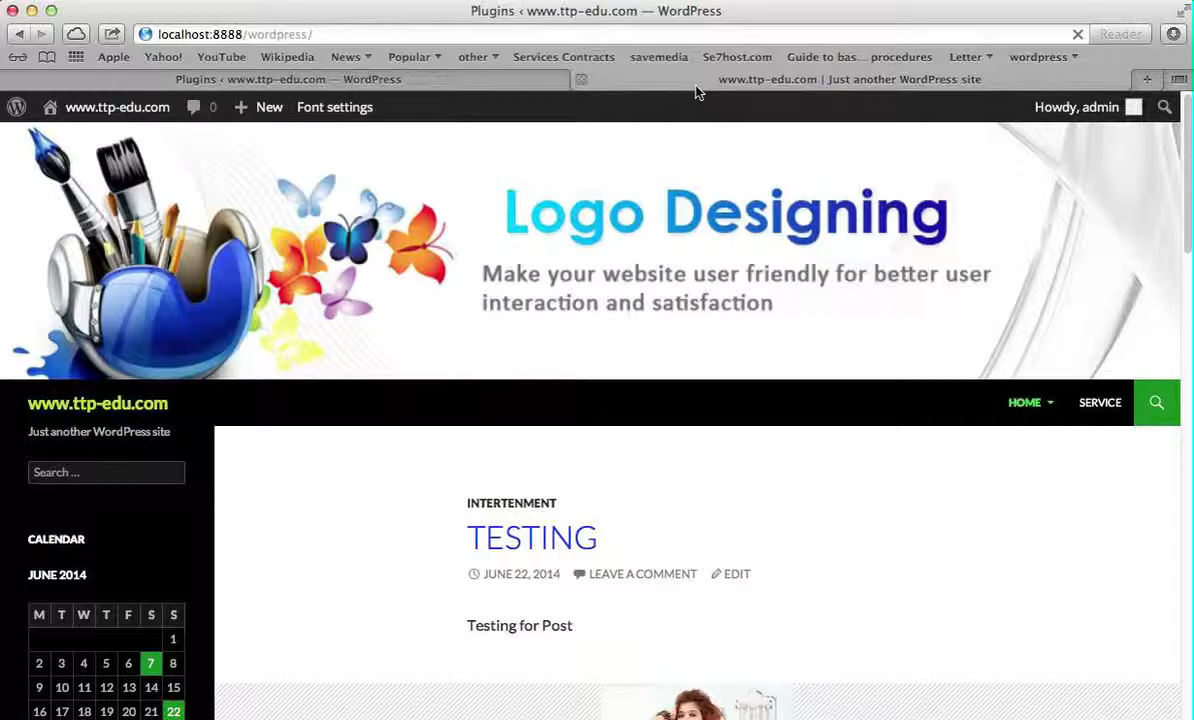 Plugins ‹ www.ttp-edu.com — WordPress
localhost:8888/wordpress/
Reader
Apple Yahoo! YouTube Wikipedia News Popular other Services Contracts savemedia Se7host.com Guide to bas... procedures Letter wordpress
Plugins ‹ www.ttp-edu.com — WordPress
www.ttp-edu.com | Just another WordPress site
www.ttp-edu.com 0 + New Font settings Howdy, admin
Logo Designing
Make your website user friendly for better user
interaction and satisfaction
www.ttp-edu.com
HOME SERVICE
Just another WordPress site
Search ...
INTERTENMENT
TESTING
CALENDAR
JUNE 22, 2014 LEAVE A COMMENT EDIT
JUNE 2014
M T W T F S S
Testing for Post
1
2 3 4 5 6 7 8
9 10 11 12 13 14 15
16 17 18 19 20 21 22